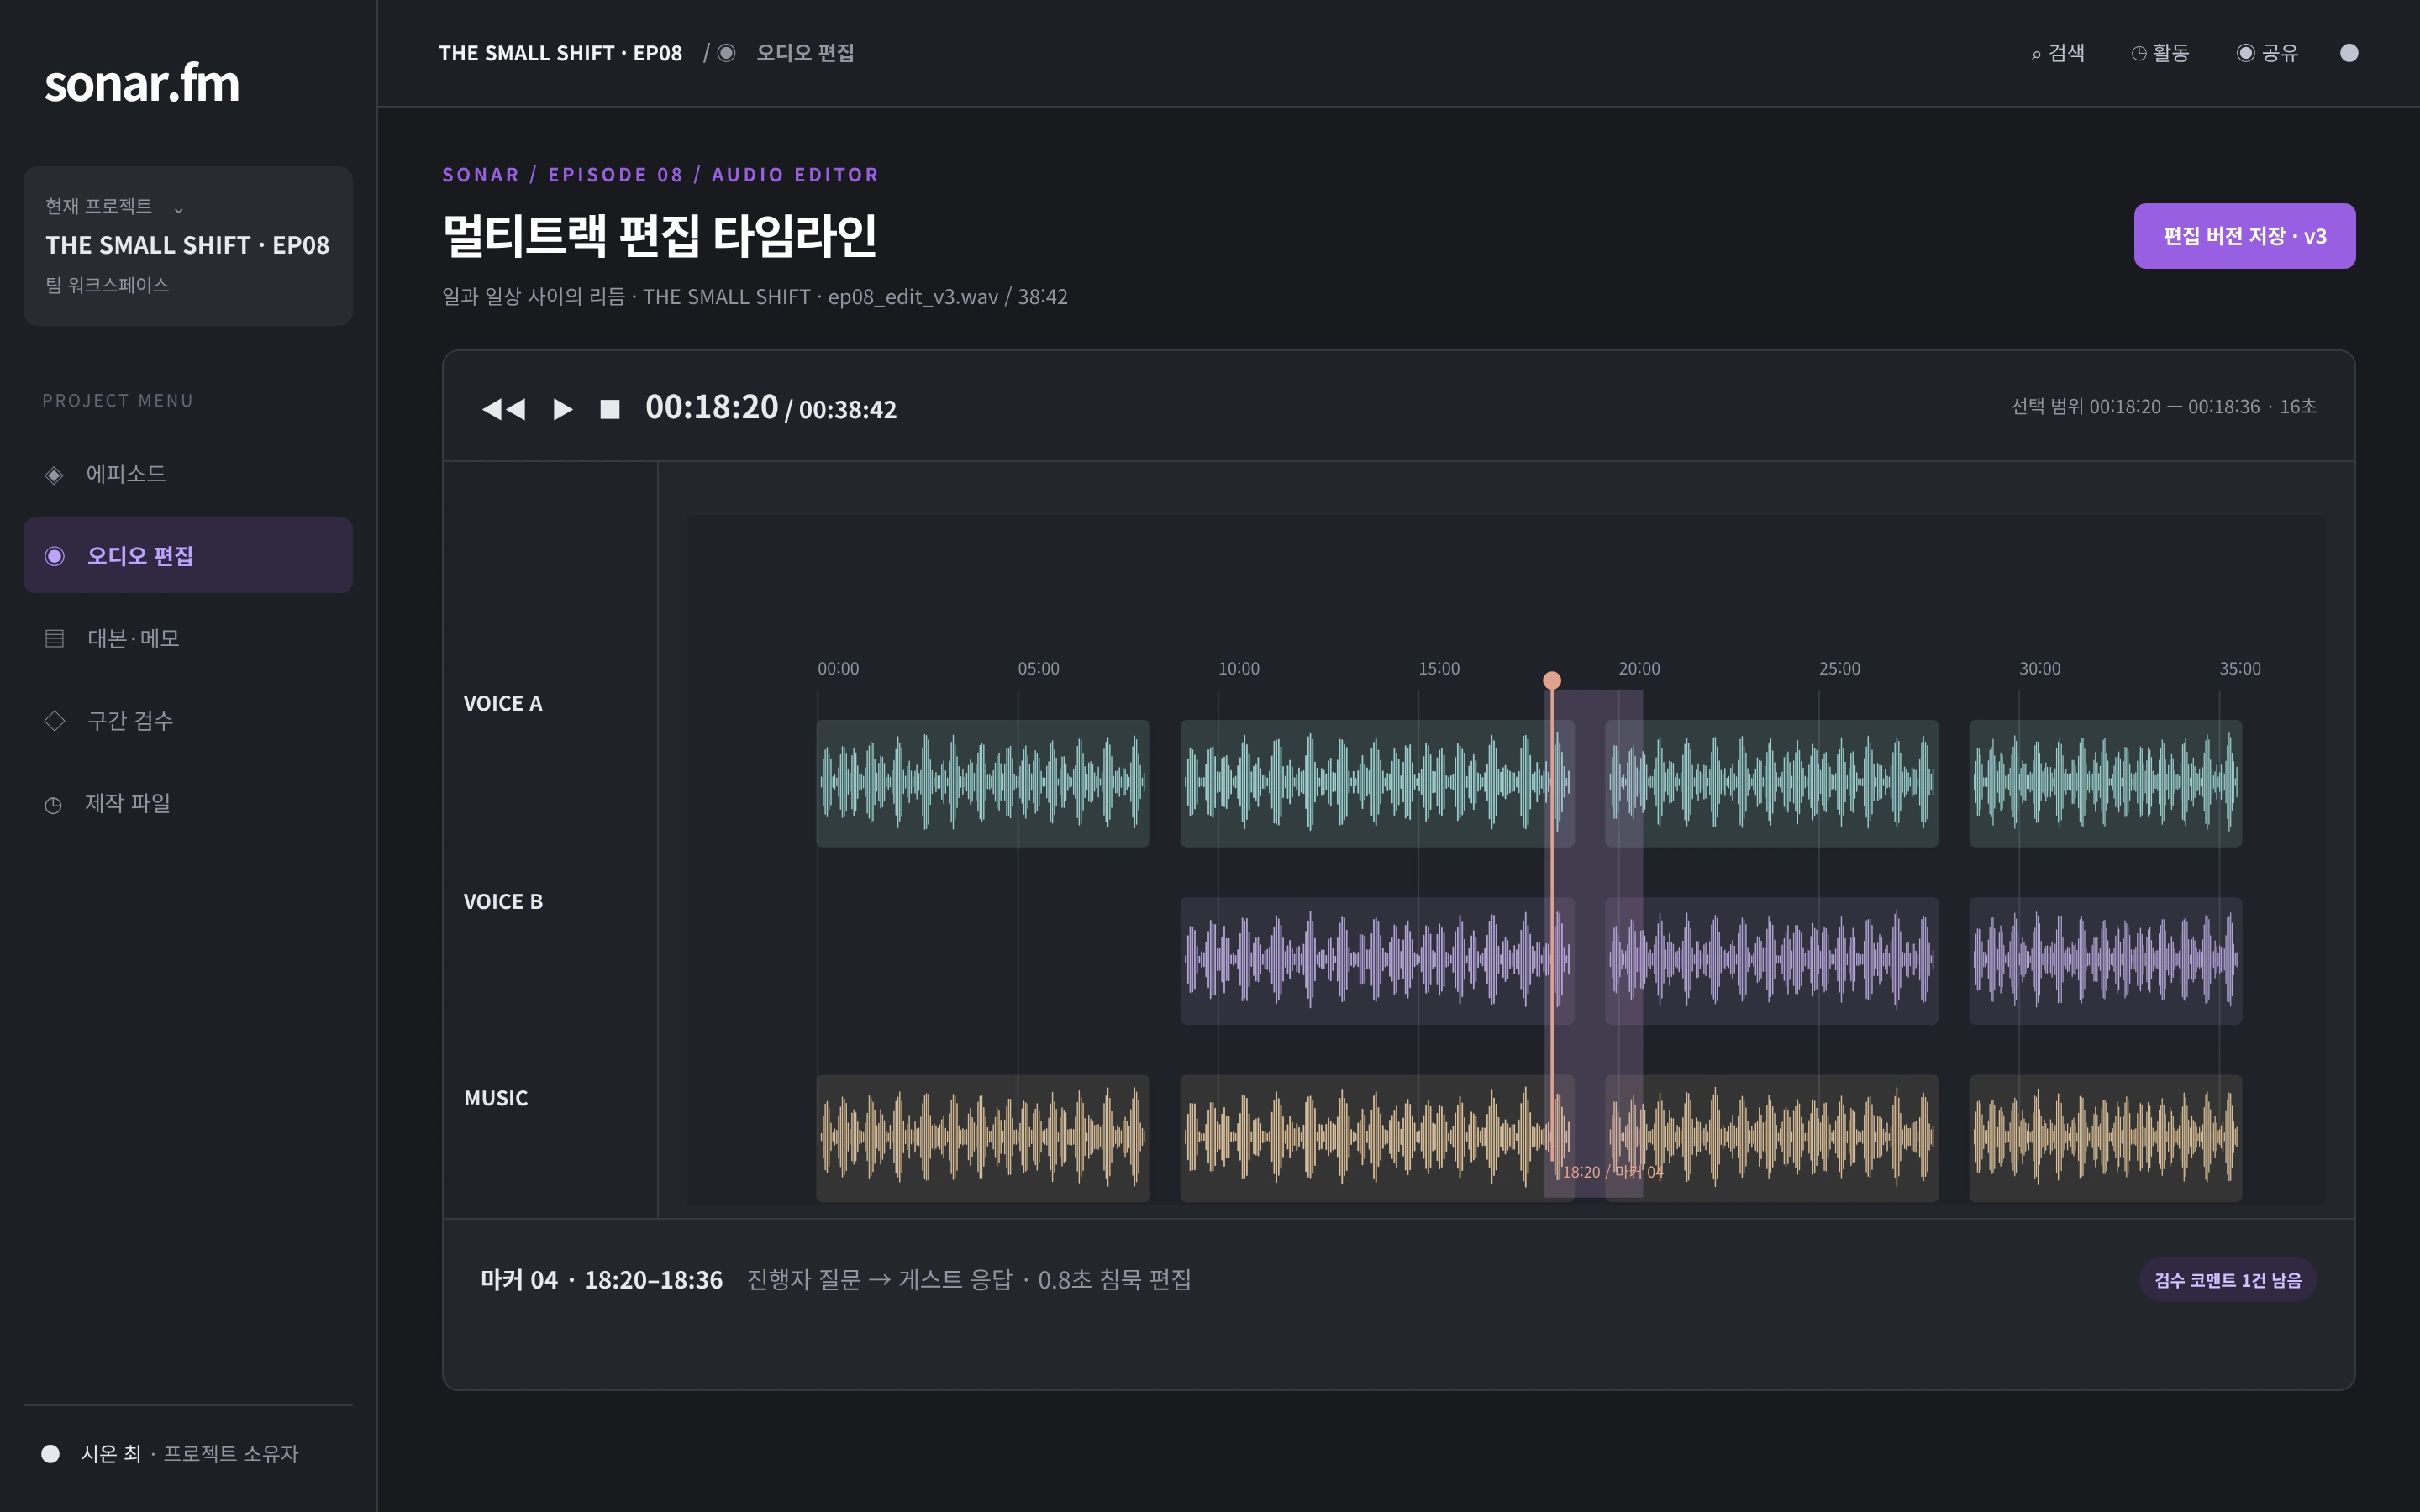 sonar.fm
현재 프로젝트
THE SMALL SHIFT · EP08
팀 워크스페이스
PROJECT MENU
에피소드
오디오 편집
대본·메모
구간 검수
제작 파일
시온 최 · 프로젝트 소유자
THE SMALL SHIFT · EP08 / 오디오 편집
검색
활동
공유
SONAR / EPISODE 08 / AUDIO EDITOR
멀티트랙 편집 타임라인
일과 일상 사이의 리듬 · THE SMALL SHIFT · ep08_edit_v3.wav / 38:42
편집 버전 저장 · v3
00:18:20 / 00:38:42
선택 범위 00:18:20 — 00:18:36 · 16초
00:00 05:00 10:00 15:00 20:00 25:00 30:00 35:00
VOICE A
VOICE B
MUSIC
18:20 / 마커 04
마커 04 · 18:20–18:36 진행자 질문 → 게스트 응답 · 0.8초 침묵 편집
검수 코멘트 1건 남음